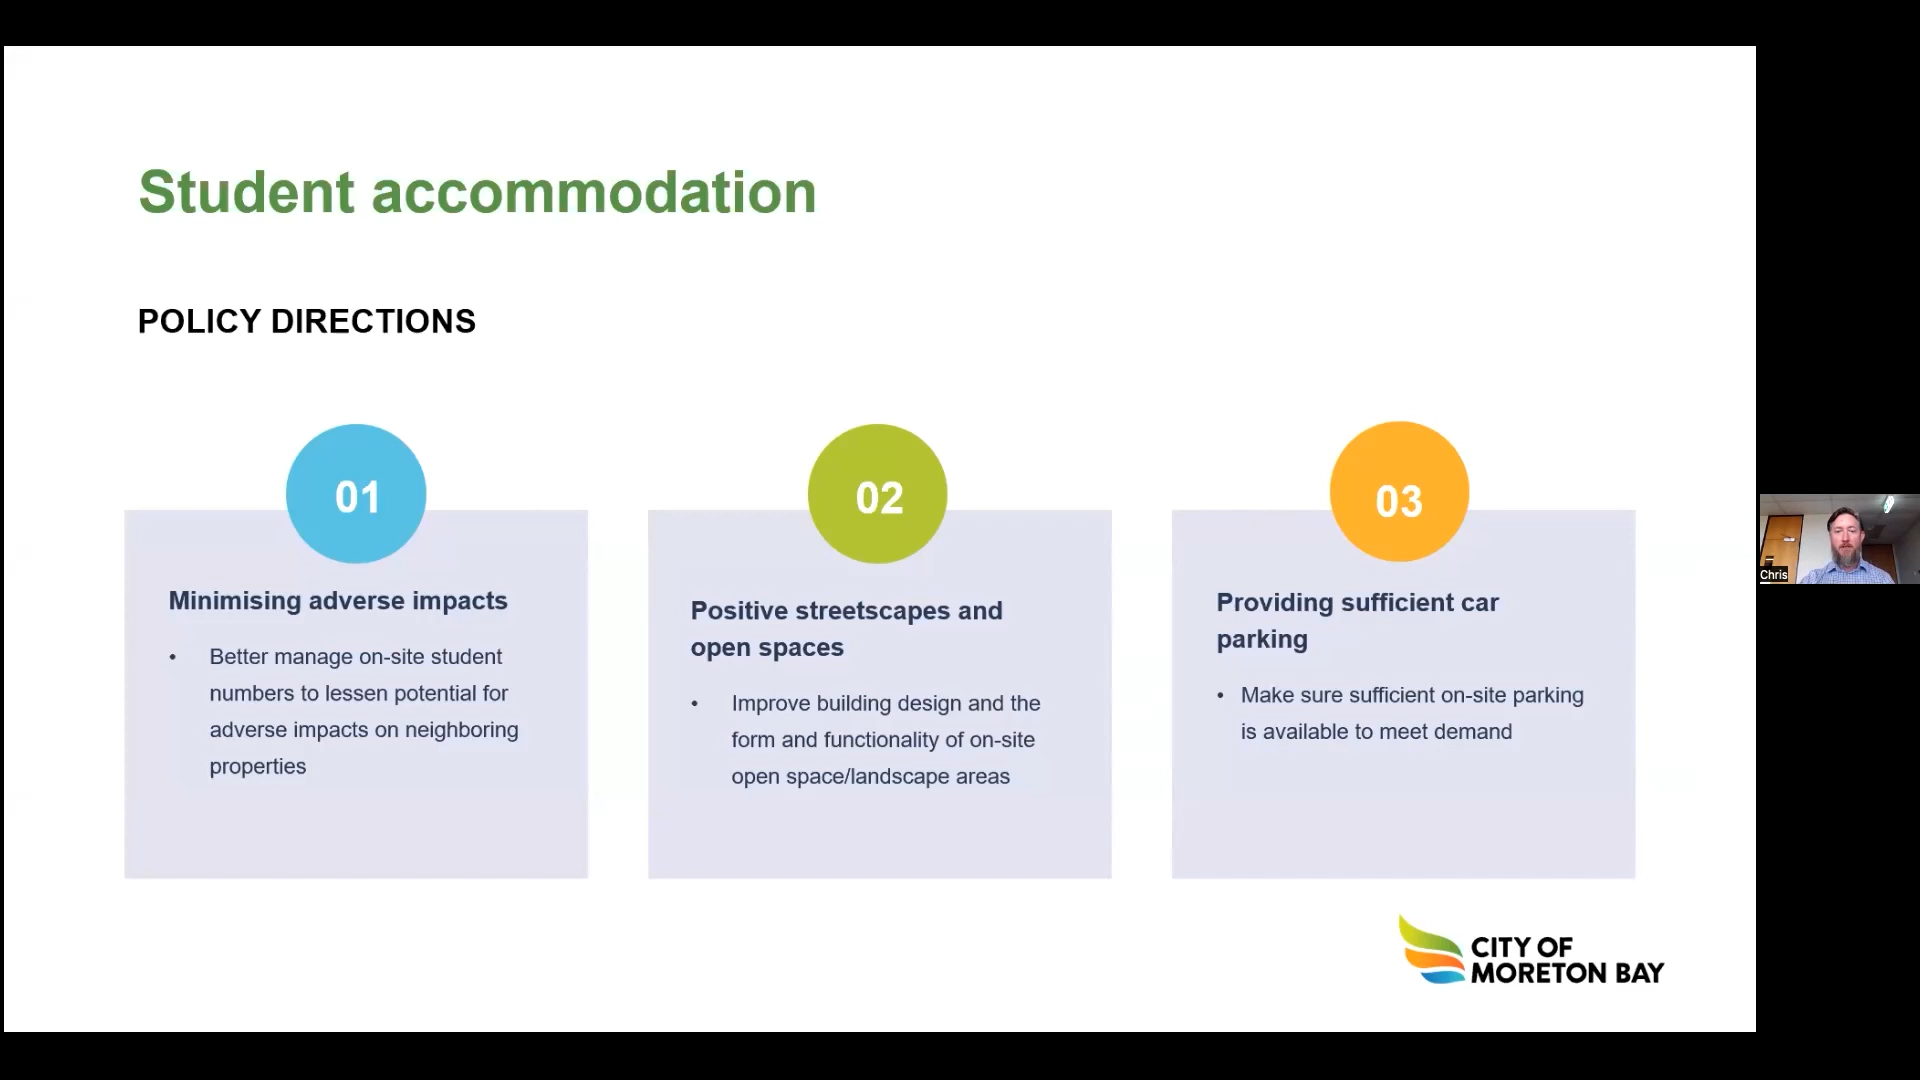 Student accommodation
POLICY DIRECTIONS
01
Minimising adverse impacts
• Better manage on-site student
numbers to lessen potential for
adverse impacts on neighboring
properties
02
Positive streetscapes and
open spaces
• Improve building design and the
form and functionality of on-site
open space/landscape areas
03
Providing sufficient car
parking
• Make sure sufficient on-site parking
is available to meet demand
CITY OF
MORETON BAY
Chris